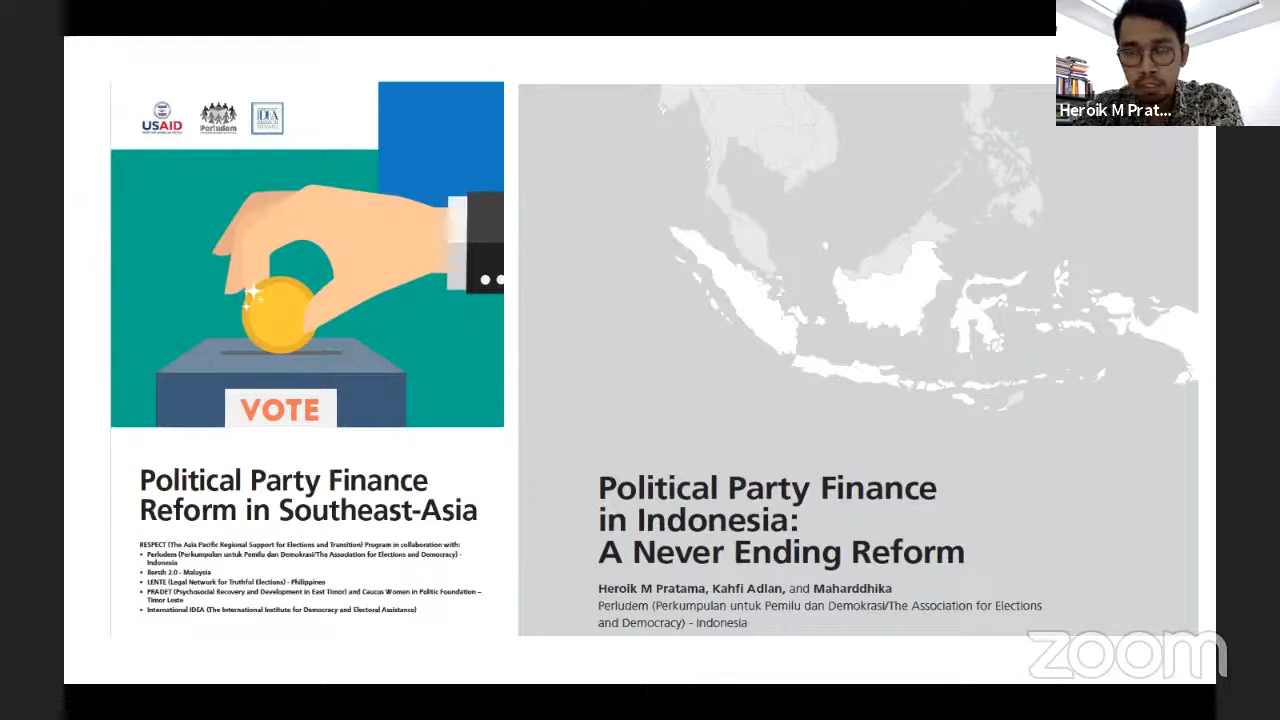 Heroik M Prat...
USAID
Perludem
IDEA
VOTE
Political Party Finance
Reform in Southeast-Asia
RESPECT (The Asia Pacific Regional Support for Elections and Transition) Program in collaboration with:
• Perludem (Perkumpulan untuk Pemilu dan Demokrasi/The Association for Elections and Democracy) -
Indonesia
• Bersih 2.0 - Malaysia
• LENTE (Legal Network for Truthful Elections) - Philippines
• PRADET (Psychosocial Recovery and Development in East Timor) and Caucus Women in Politic Foundation –
Timor Leste
• International IDEA (The International Institute for Democracy and Electoral Assistance)
Political Party Finance
in Indonesia:
A Never Ending Reform
Heroik M Pratama, Kahfi Adlan, and Maharddhika
Perludem (Perkumpulan untuk Pemilu dan Demokrasi/The Association for Elections
and Democracy) - Indonesia
zoom